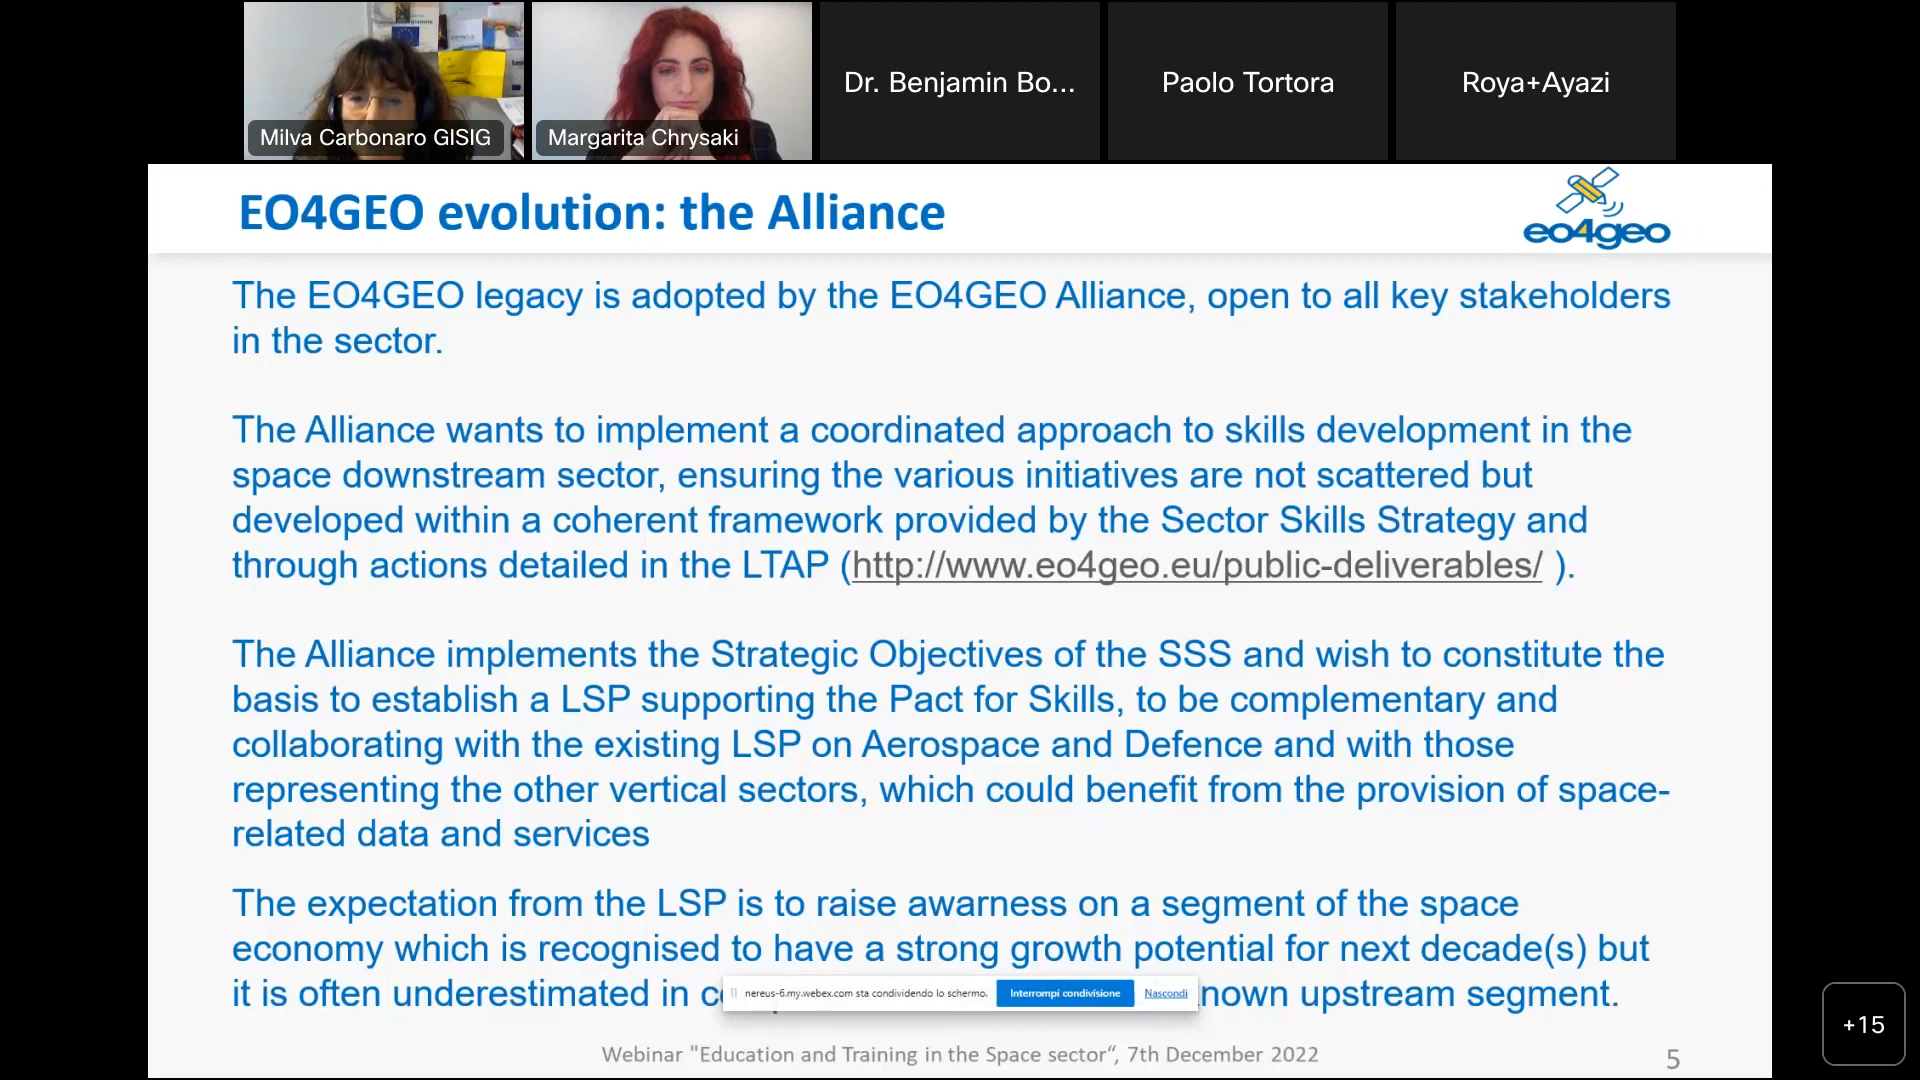 Milva Carbonaro GISIG
Margarita Chrysaki
Dr. Benjamin Bo...
Paolo Tortora
Roya+Ayazi
EO4GEO evolution: the Alliance
eo4geo
The EO4GEO legacy is adopted by the EO4GEO Alliance, open to all key stakeholders
in the sector.
The Alliance wants to implement a coordinated approach to skills development in the
space downstream sector, ensuring the various initiatives are not scattered but
developed within a coherent framework provided by the Sector Skills Strategy and
through actions detailed in the LTAP (http://www.eo4geo.eu/public-deliverables/ ).
The Alliance implements the Strategic Objectives of the SSS and wish to constitute the
basis to establish a LSP supporting the Pact for Skills, to be complementary and
collaborating with the existing LSP on Aerospace and Defence and with those
representing the other vertical sectors, which could benefit from the provision of space-
related data and services
The expectation from the LSP is to raise awarness on a segment of the space
economy which is recognised to have a strong growth potential for next decade(s) but
it is often underestimated in upstream segment.
nereus-6.my.webex.com sta condividendo lo schermo. Interrompi condivisione Nascondi
Webinar "Education and Training in the Space sector“, 7th December 2022
5
+15